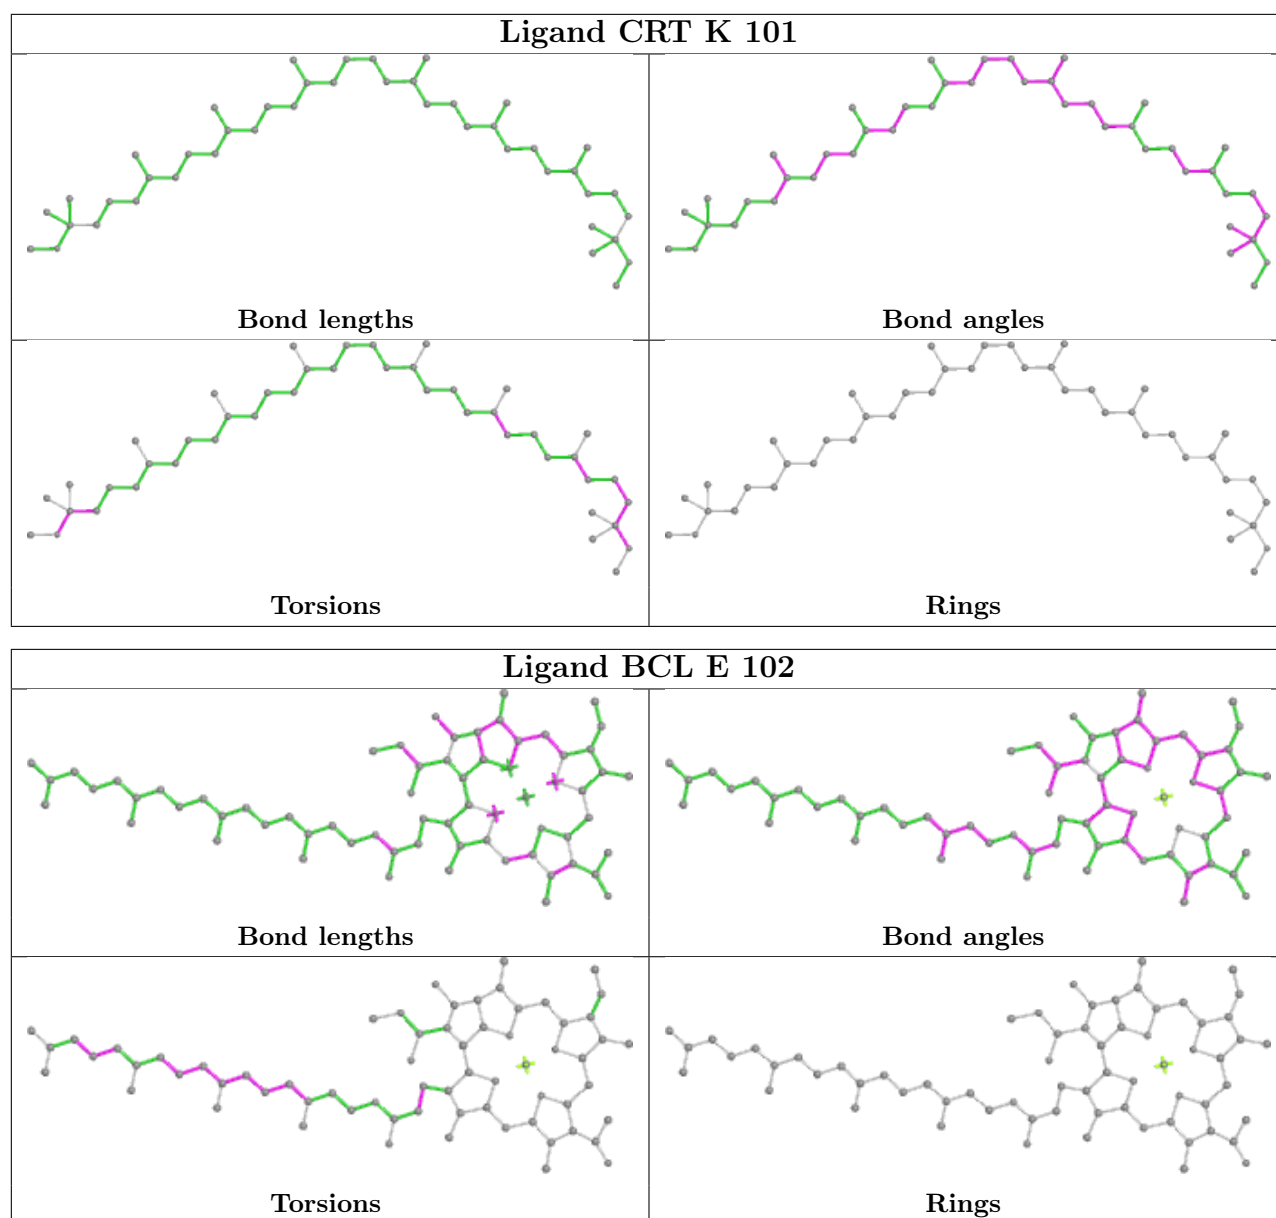 Ligand CRT K 101
Bond lengths
Bond angles
Torsions
Rings
Ligand BCL E 102
Bond lengths
Bond angles
Torsions
Rings